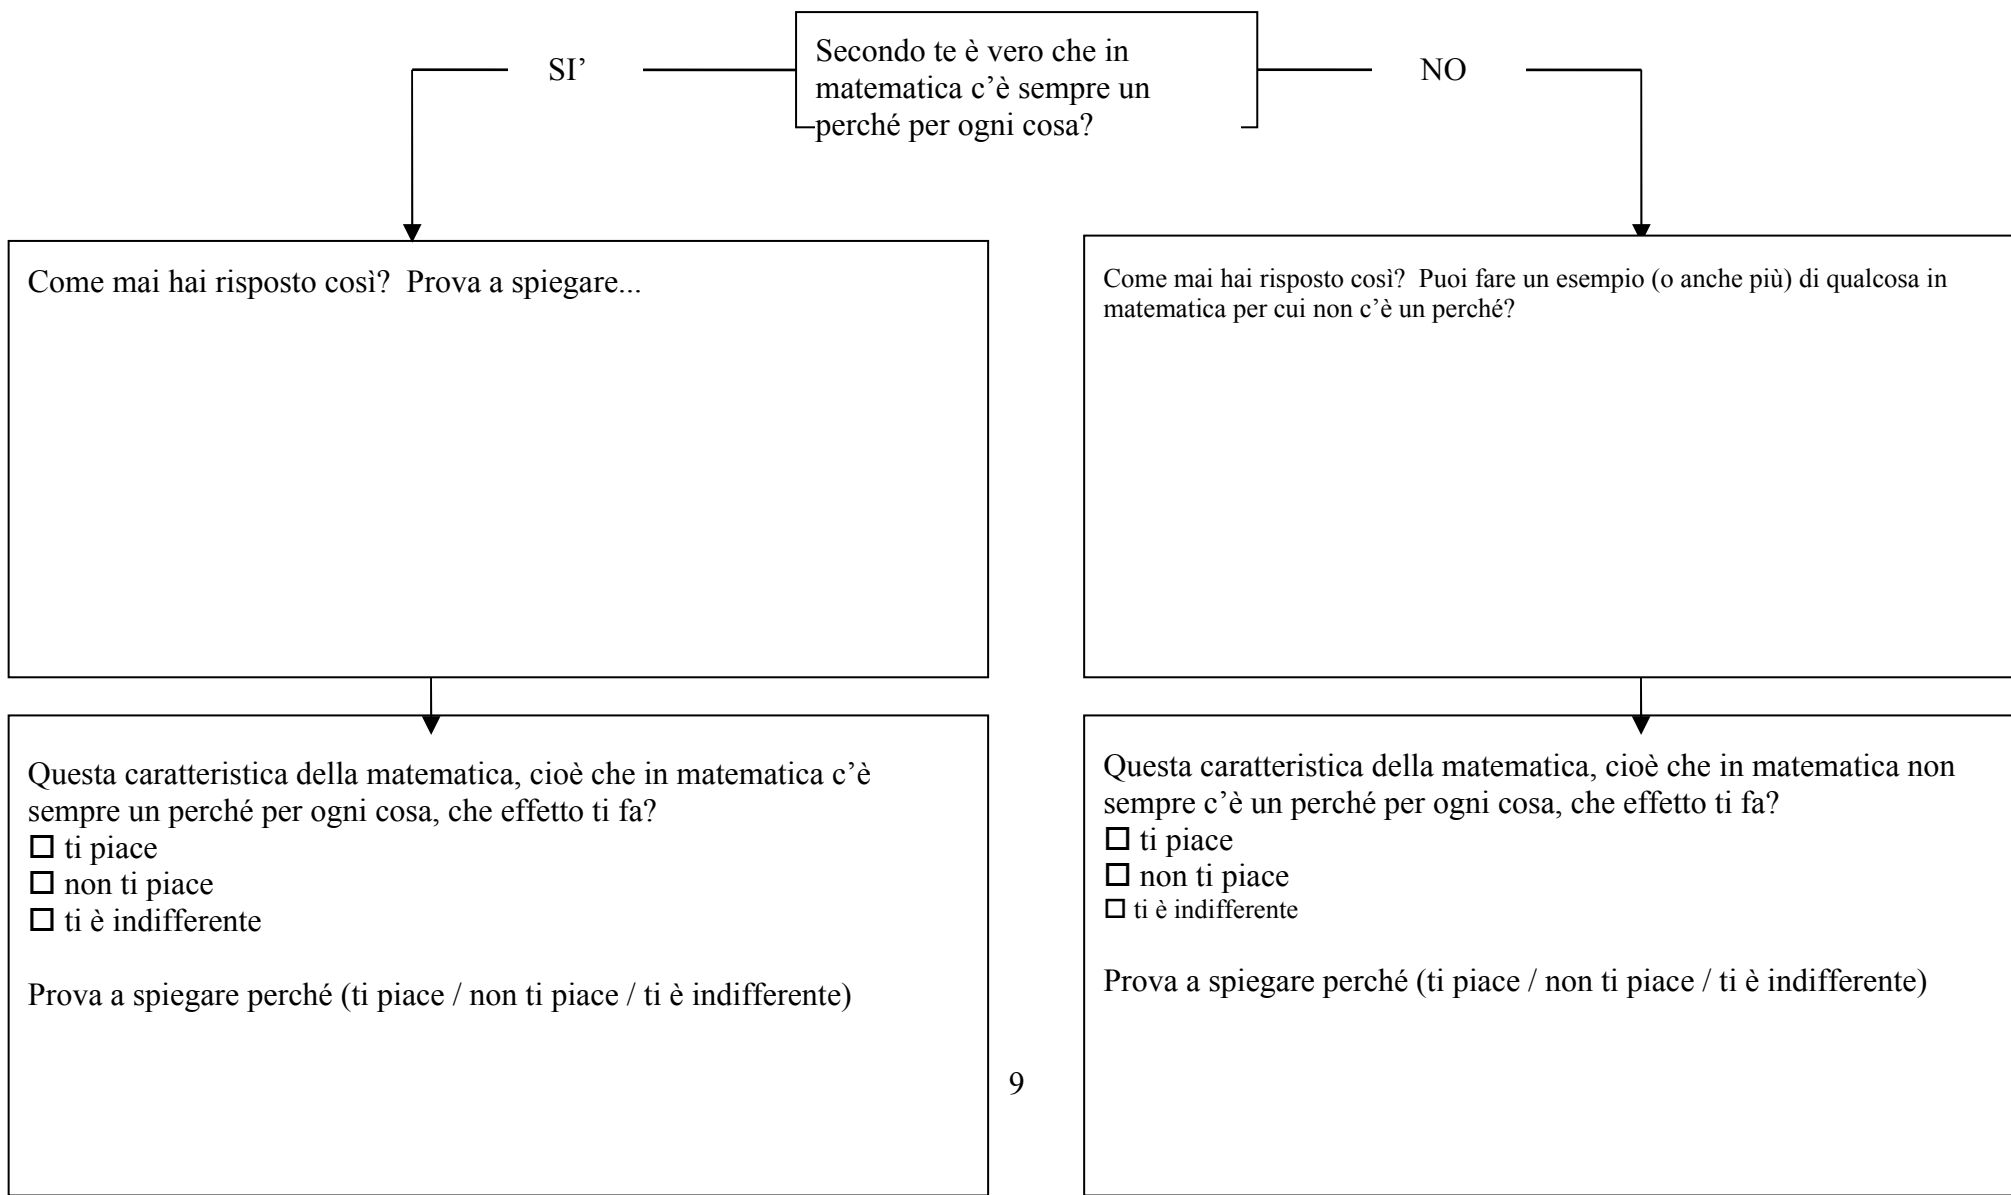 Secondo te è vero che in
matematica c’è sempre un
perché per ogni cosa?
SI’
NO
Come mai hai risposto così?  Prova a spiegare...
Come mai hai risposto così?  Puoi fare un esempio (o anche più) di qualcosa in
matematica per cui non c’è un perché?
Questa caratteristica della matematica, cioè che in matematica c’è
sempre un perché per ogni cosa, che effetto ti fa?
☐ ti piace
☐ non ti piace
☐ ti è indifferente
Prova a spiegare perché (ti piace / non ti piace / ti è indifferente)
Questa caratteristica della matematica, cioè che in matematica non
sempre c’è un perché per ogni cosa, che effetto ti fa?
☐ ti piace
☐ non ti piace
☐ ti è indifferente
Prova a spiegare perché (ti piace / non ti piace / ti è indifferente)
9